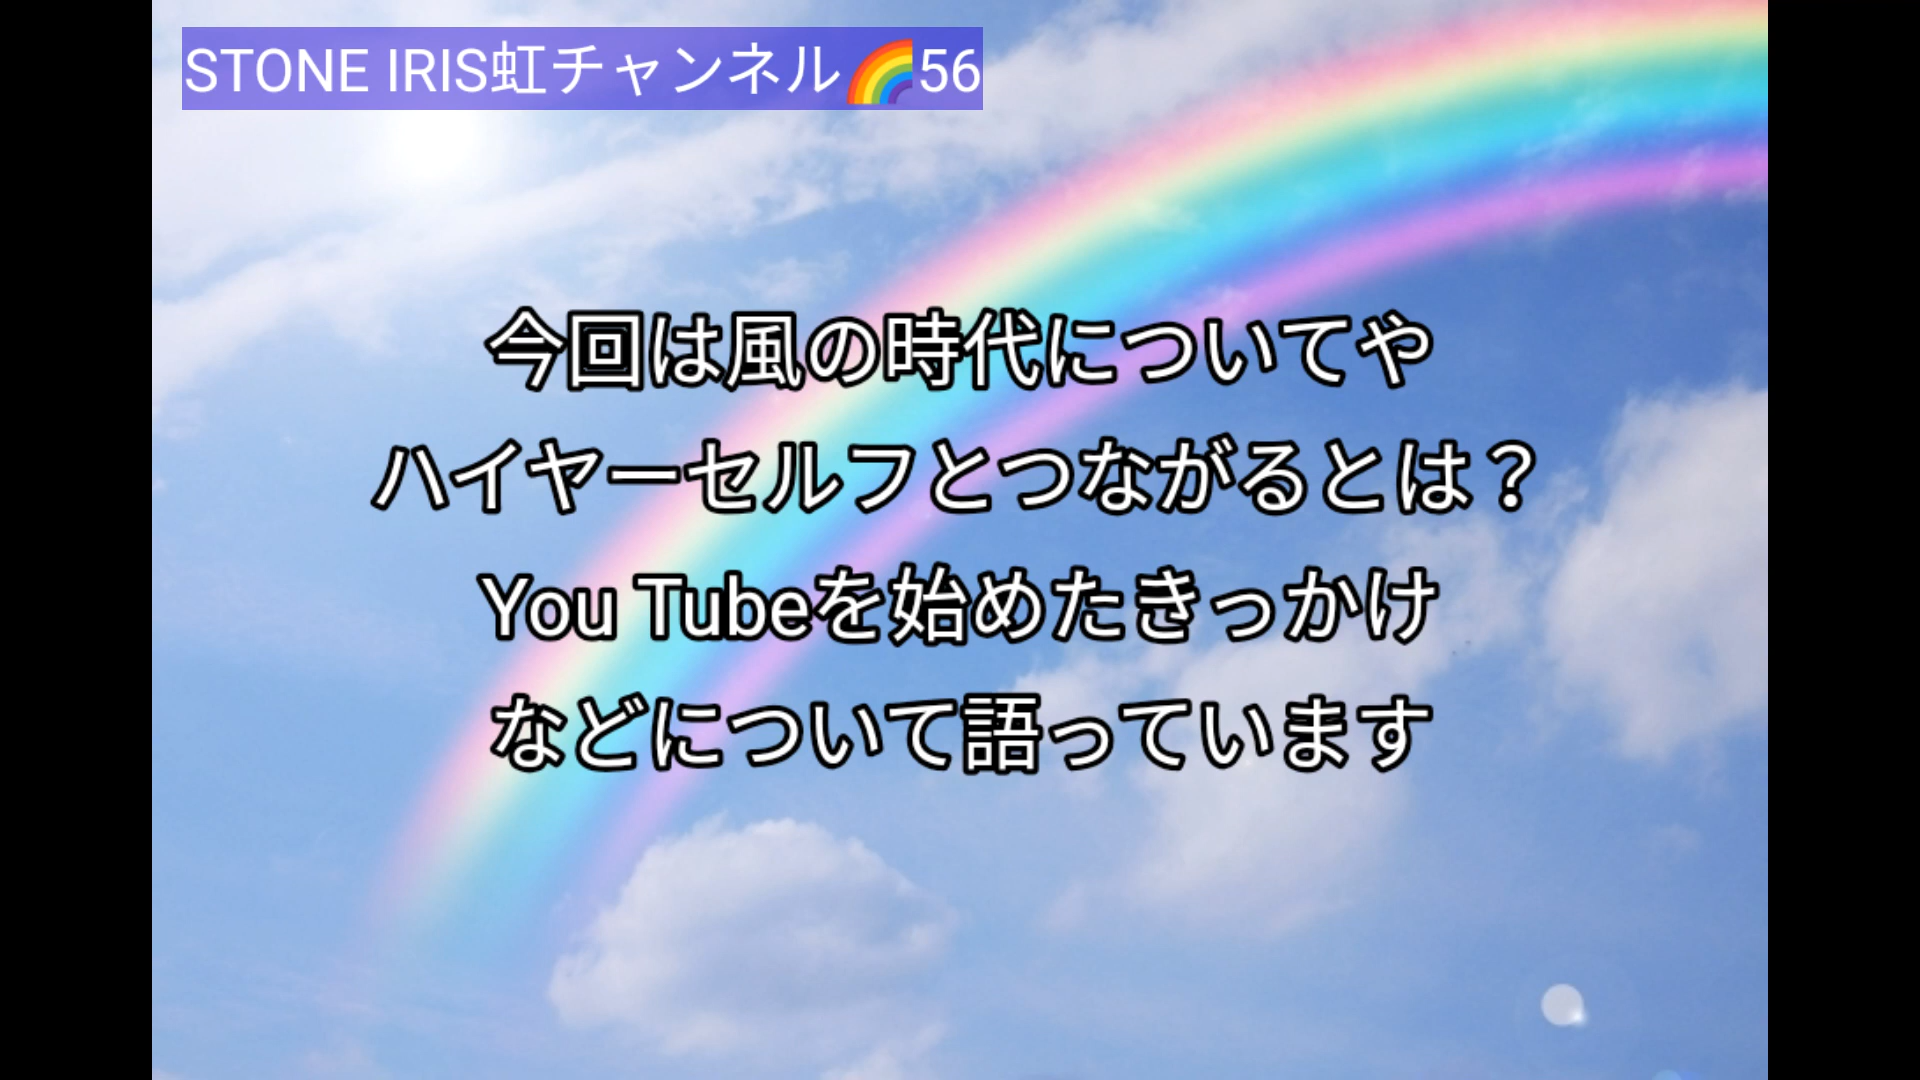 STONE IRIS虹チャンネル🌈56
今回は風の時代についてや
ハイヤーセルフとつながるとは？
You Tubeを始めたきっかけ
などについて語っています